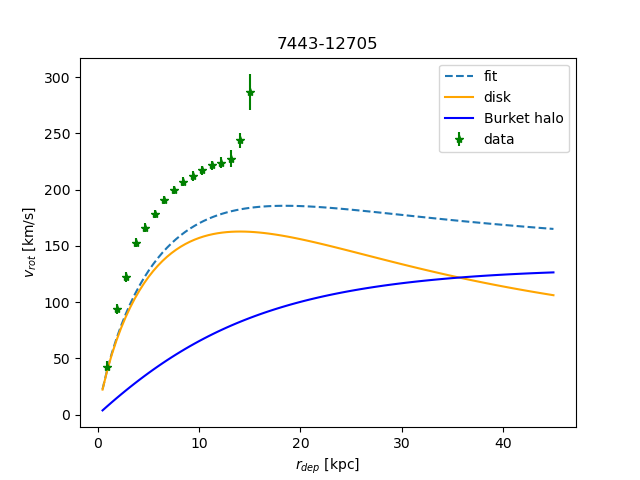 7443-12705
fit
disk
Burket halo
data
300
250
200
150
100
50
0
v_rot [km/s]
0 10 20 30 40
r_dep [kpc]